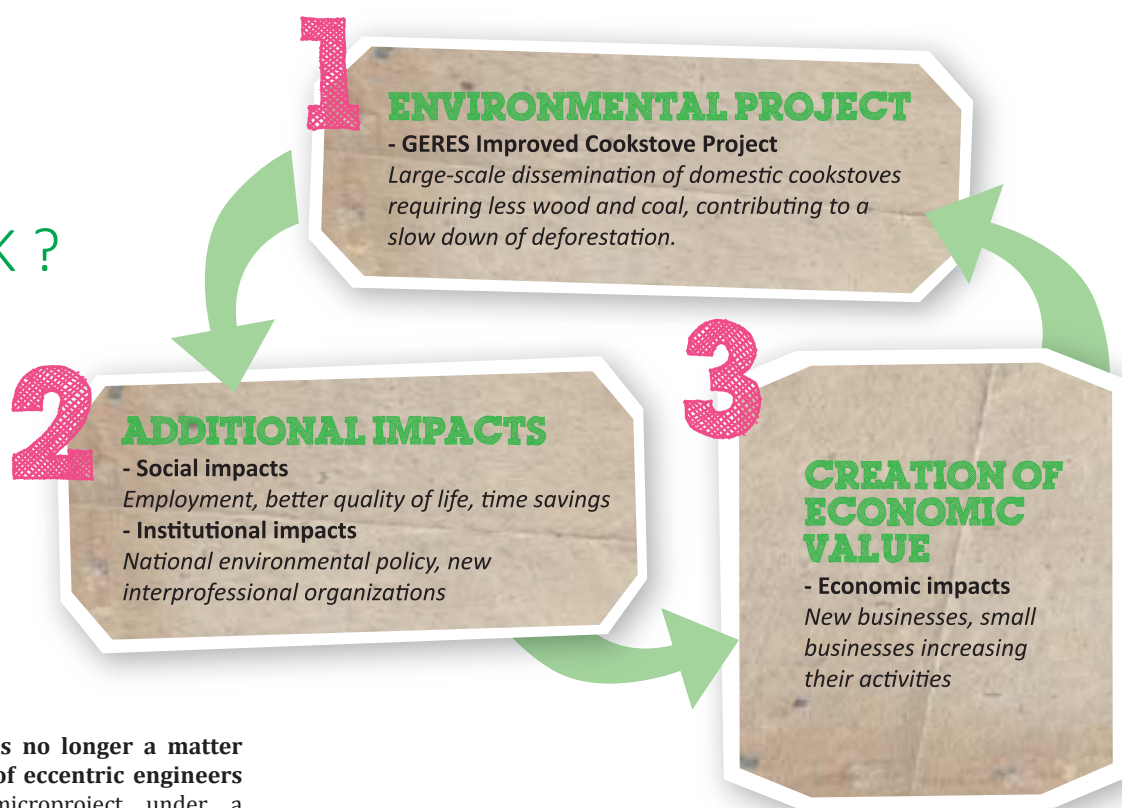 K ?
1
ENVIRONMENTAL PROJECT
- GERES Improved Cookstove Project
Large-scale dissemination of domestic cookstoves
requiring less wood and coal, contributing to a
slow down of deforestation.
2
ADDITIONAL IMPACTS
- Social impacts
Employment, better quality of life, time savings
- Institutional impacts
National environmental policy, new
interprofessional organizations
3
CREATION OF
ECONOMIC
VALUE
- Economic impacts
New businesses, small
businesses increasing
their activities
s no longer a matter
of eccentric engineers
microproject under a